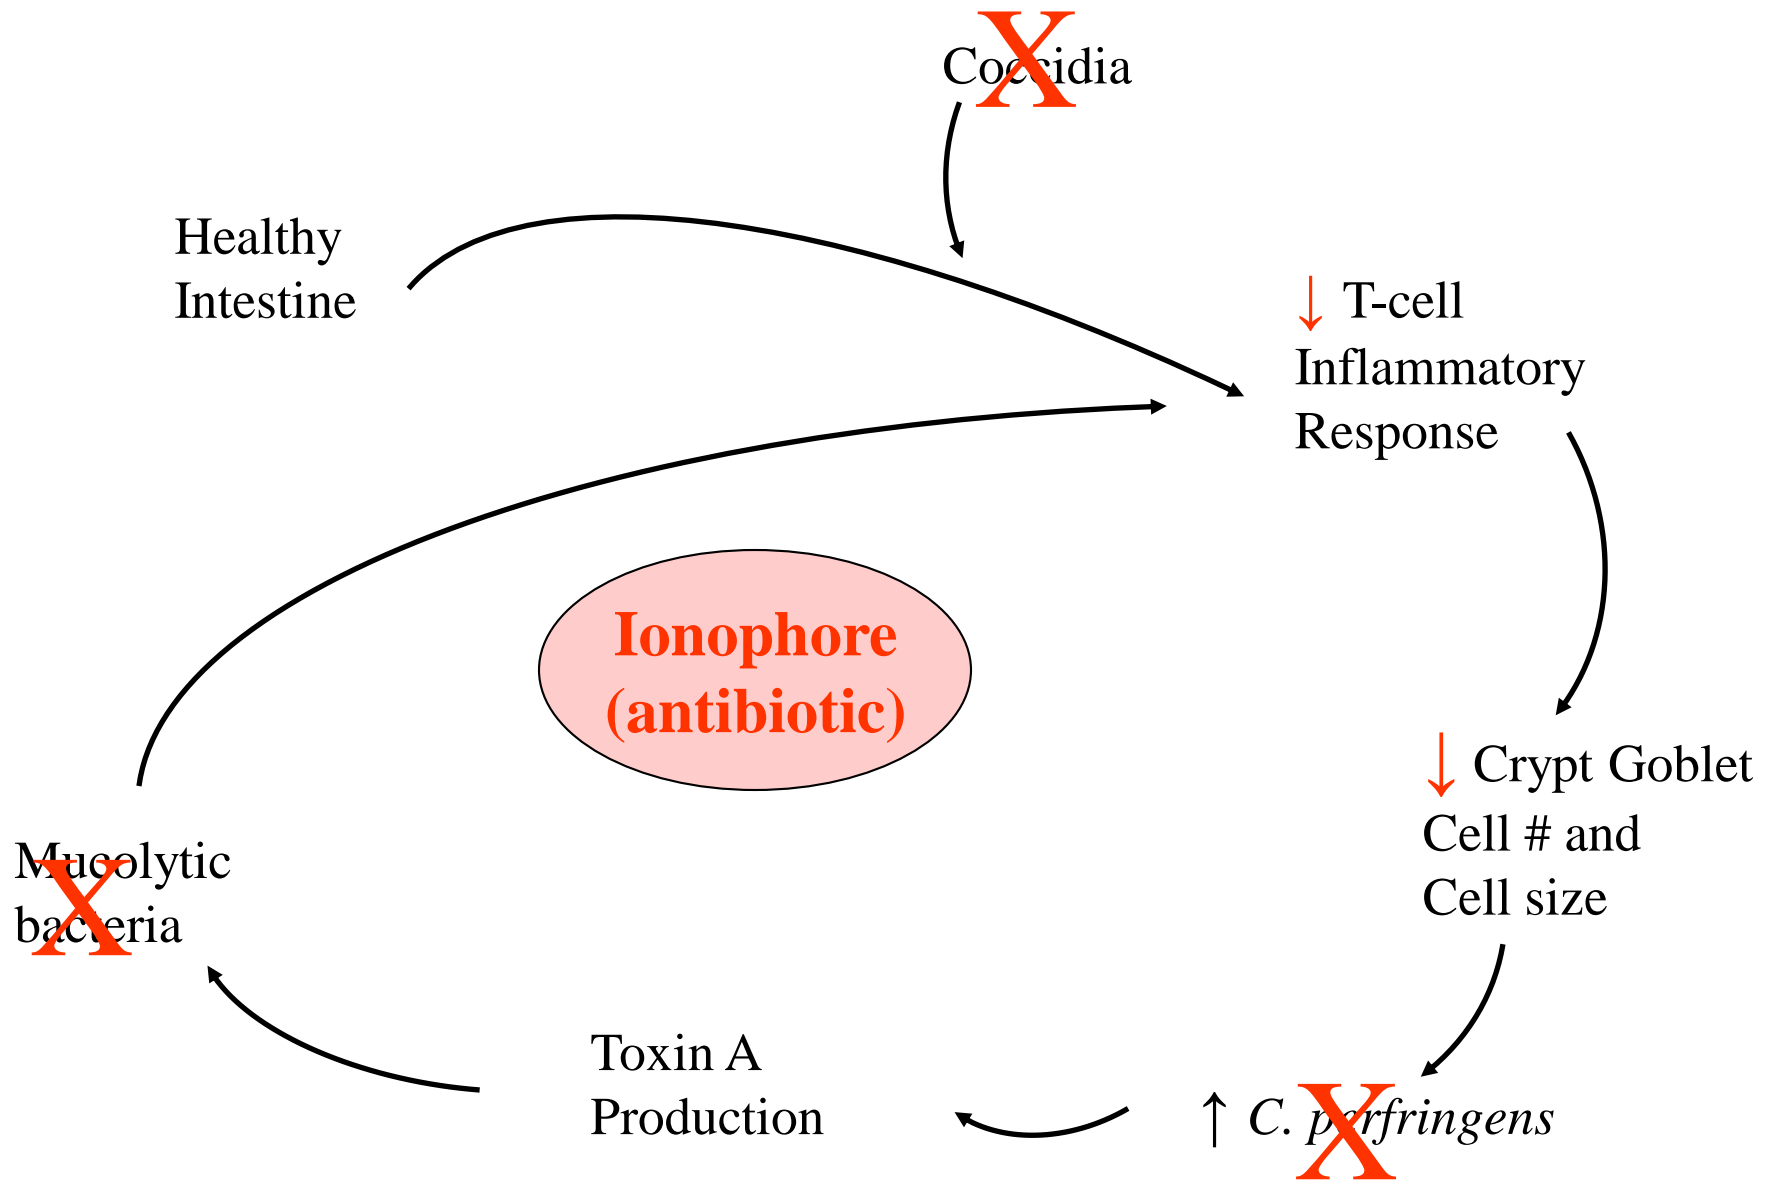 Coccidia
X
Healthy
Intestine
↓ T-cell
Inflammatory
Response
Ionophore
(antibiotic)
↓ Crypt Goblet
Cell # and
Cell size
Mucolytic
bacteria
X
Toxin A
Production
↑ C. perfringens
X